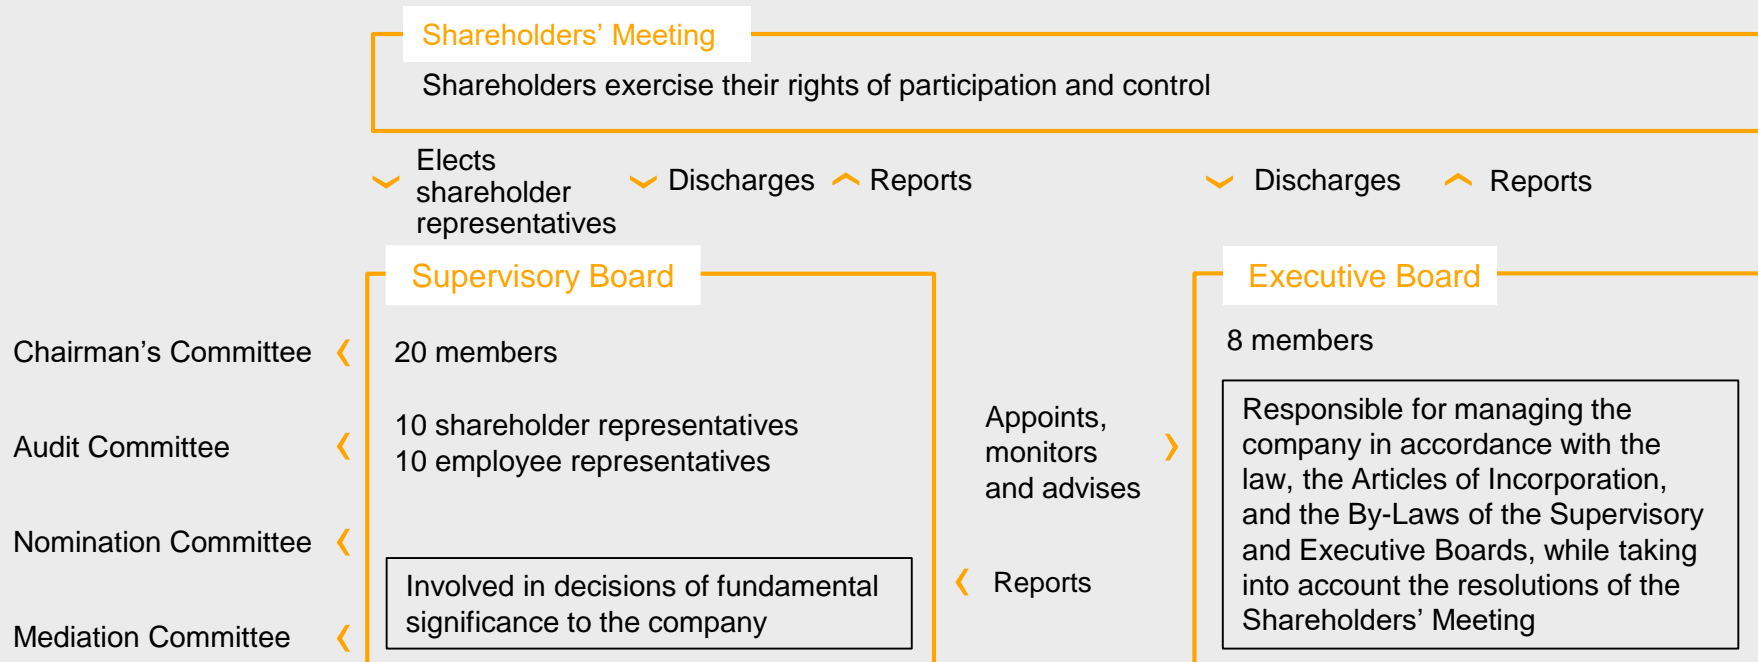 Shareholders’ Meeting
Shareholders exercise their rights of participation and control
Elects
shareholder
representatives
Discharges
Reports
Discharges
Reports
Supervisory Board
Executive Board
Chairman’s Committee
Audit Committee
Nomination Committee
Mediation Committee
20 members
10 shareholder representatives
10 employee representatives
Involved in decisions of fundamental
significance to the company
Appoints,
monitors
and advises
Reports
8 members
Responsible for managing the
company in accordance with the
law, the Articles of Incorporation,
and the By-Laws of the Supervisory
and Executive Boards, while taking
into account the resolutions of the
Shareholders’ Meeting